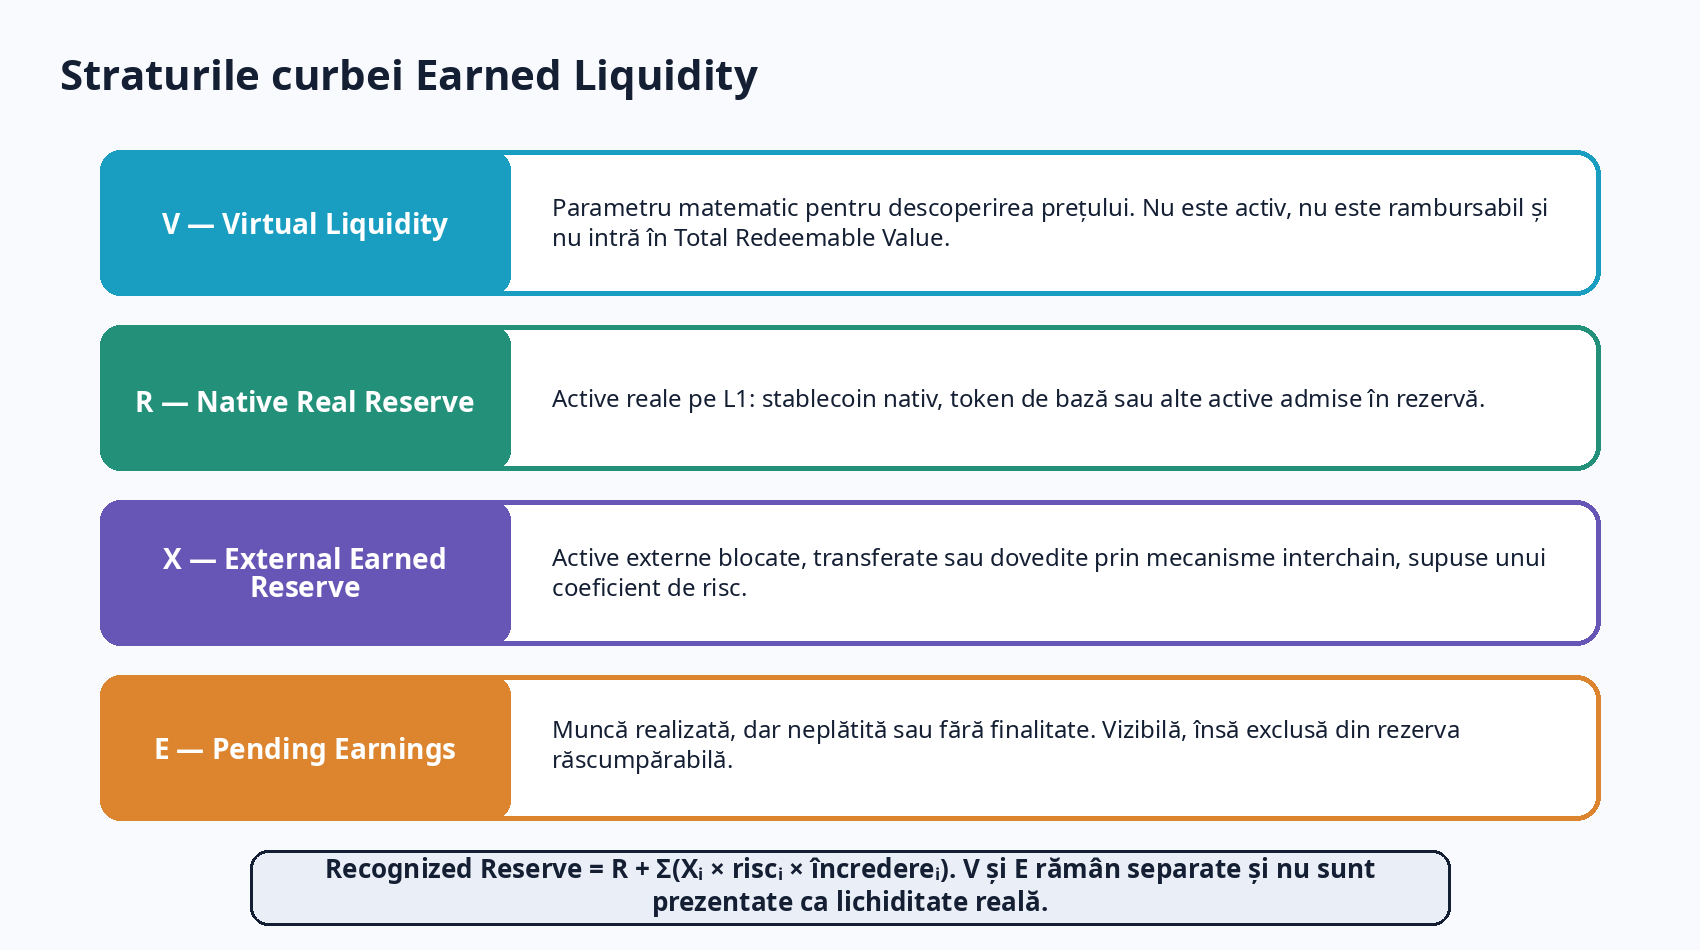 Straturile curbei Earned Liquidity
V — Virtual Liquidity
Parametru matematic pentru descoperirea prețului. Nu este activ, nu este rambursabil și
nu intră în Total Redeemable Value.
R — Native Real Reserve
Active reale pe L1: stablecoin nativ, token de bază sau alte active admise în rezervă.
X — External Earned
Reserve
Active externe blocate, transferate sau dovedite prin mecanisme interchain, supuse unui
coeficient de risc.
E — Pending Earnings
Muncă realizată, dar neplătită sau fără finalitate. Vizibilă, însă exclusă din rezerva
răscumpărabilă.
Recognized Reserve = R + Σ(Xᵢ × riscᵢ × încredereᵢ). V și E rămân separate și nu sunt
prezentate ca lichiditate reală.